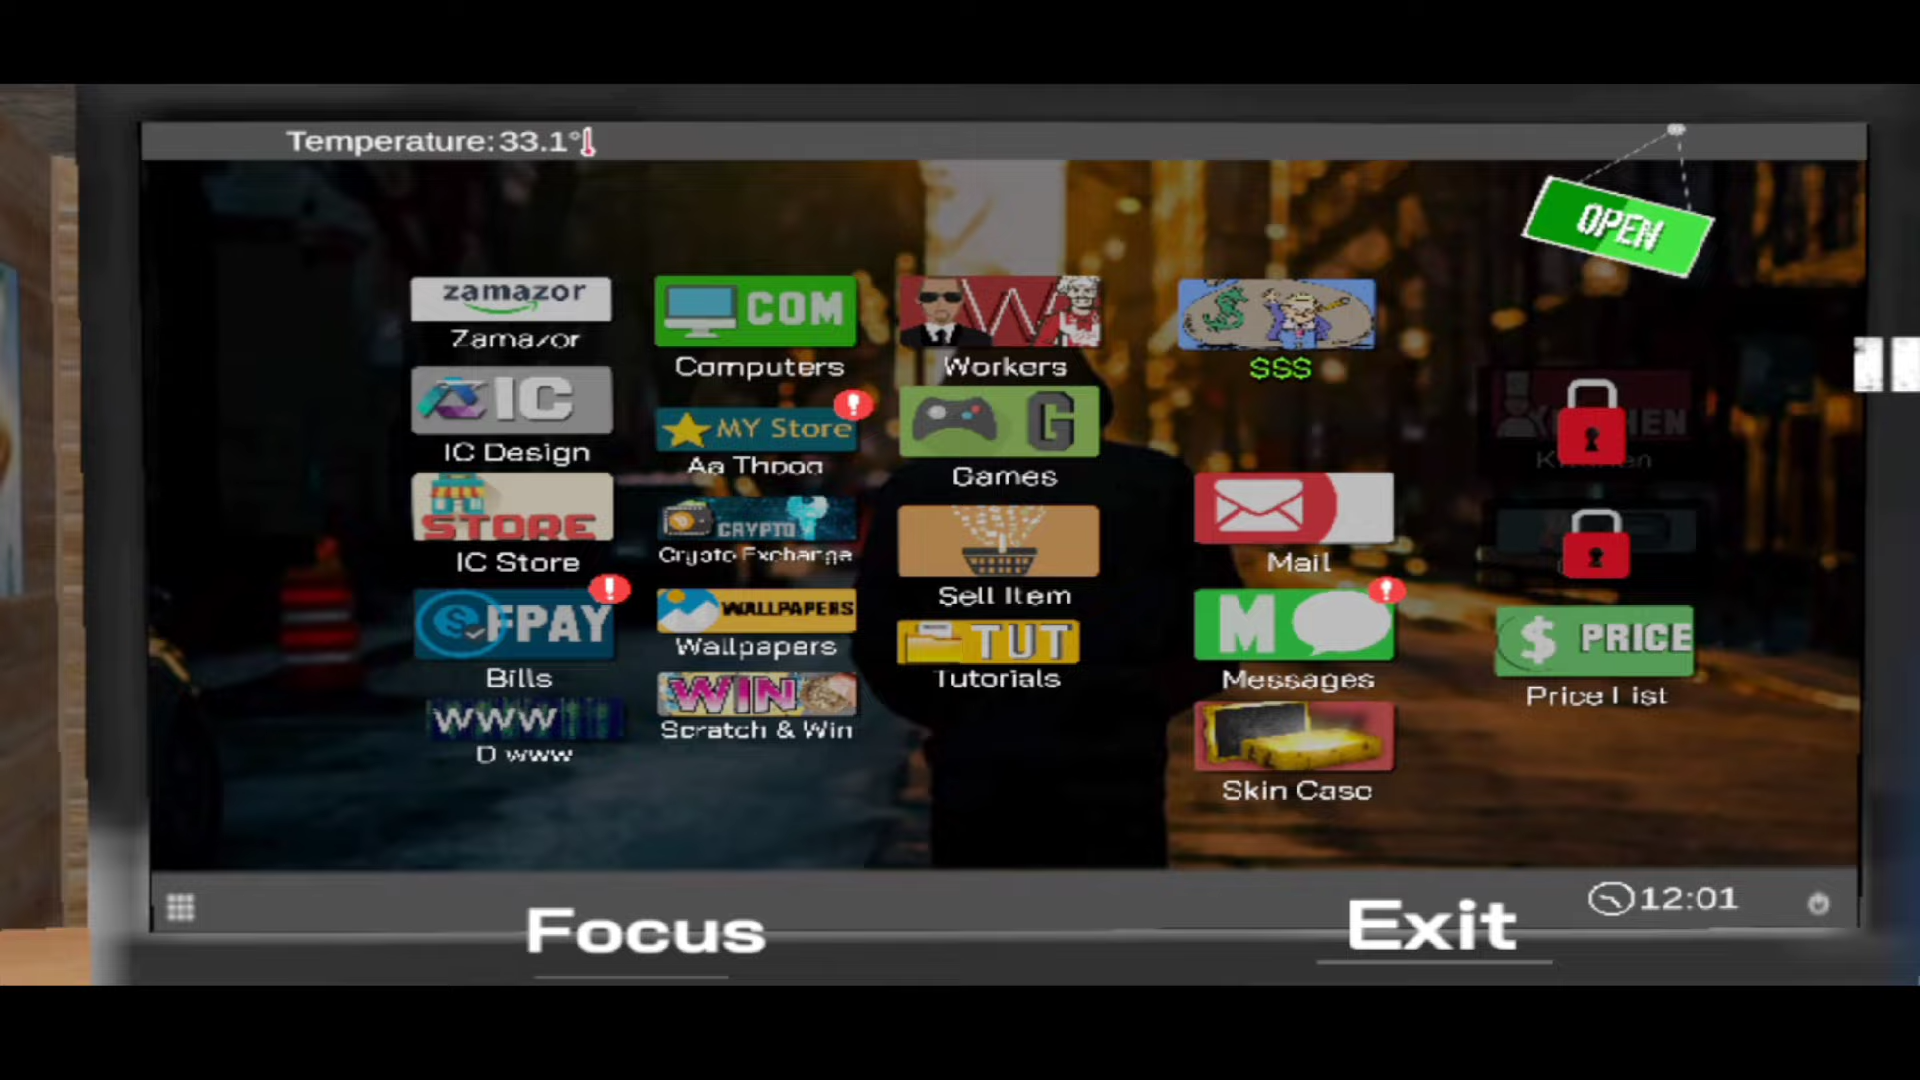 Temperature: 33.1°
OPEN
zamazor
Zamazor
COM
Computers
W
Workers
$
SSS
IC
IC Design
MY Store
G
Games
STORE
IC Store
CRYPTO
Crypto Exchange
Sell Item
Mail
FPAY
Bills
WALLPAPERS
Wallpapers
TUT
Tutorials
M
Messages
$ PRICE
Price List
www
D www
WIN
Scratch & Win
Skin Case
Focus
Exit
12:01